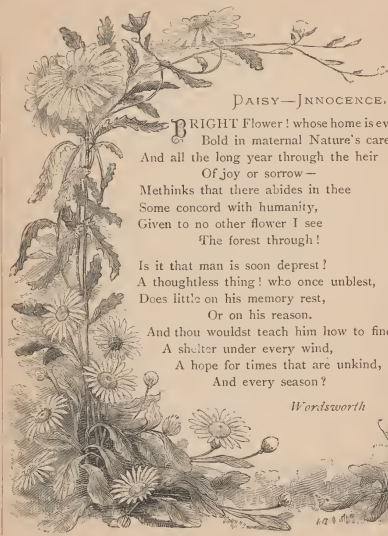 DAISY—INNOCENCE.
BRIGHT Flower! whose home is ev
Bold in maternal Nature's care
And all the long year through the heir
Of joy or sorrow—
Methinks that there abides in thee
Some concord with humanity,
Given to no other flower I see
The forest through!
Is it that man is soon deprest?
A thoughtless thing! who once unblest,
Does little on his memory rest,
Or on his reason.
And thou wouldst teach him how to find
A shelter under every wind,
A hope for times that are unkind,
And every season?
Wordsworth